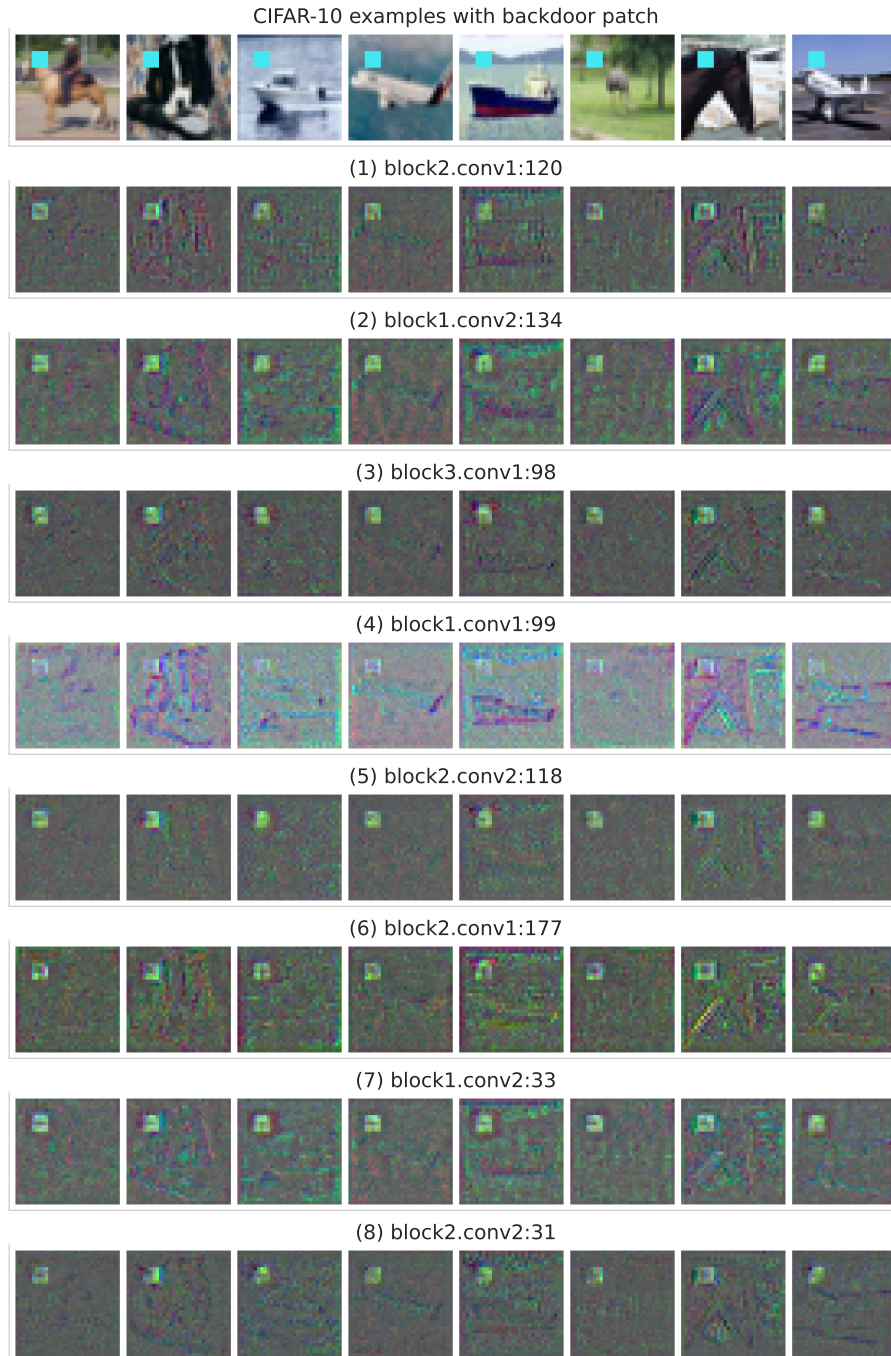 CIFAR-10 examples with backdoor patch
(1) block2.conv1:120
(2) block1.conv2:134
(3) block3.conv1:98
(4) block1.conv1:99
(5) block2.conv2:118
(6) block2.conv1:177
(7) block1.conv2:33
(8) block2.conv2:31